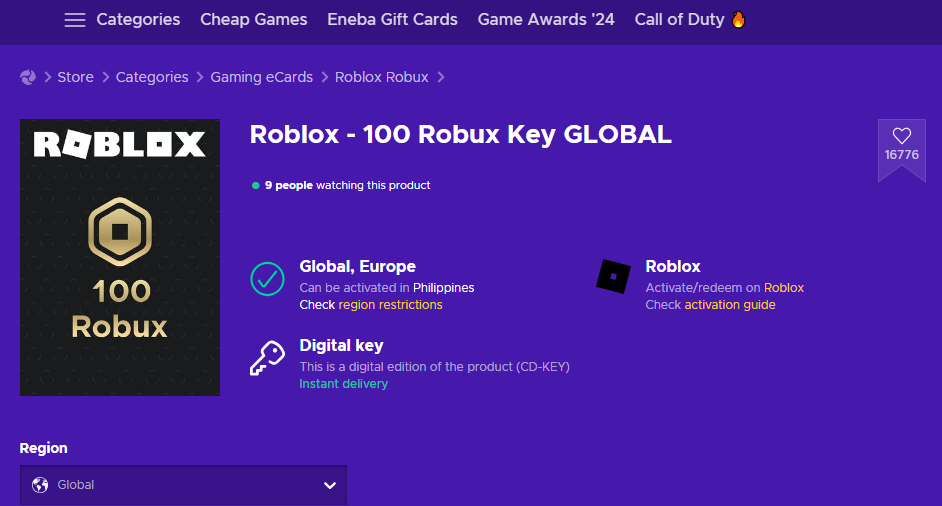 Categories Cheap Games Eneba Gift Cards Game Awards '24 Call of Duty
Store Categories Gaming eCards Roblox Robux
ROBLOX
100
Robux
Roblox - 100 Robux Key GLOBAL
16776
9 people watching this product
Global, Europe
Can be activated in Philippines
Check region restrictions
Roblox
Activate/redeem on Roblox
Check activation guide
Digital key
This is a digital edition of the product (CD-KEY)
Instant delivery
Region
Global